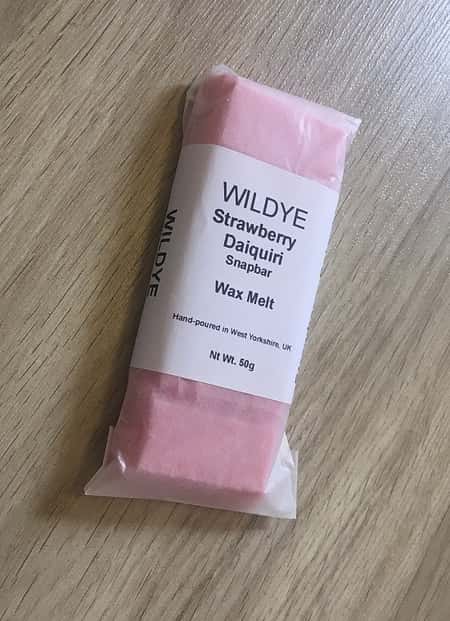 WILDYE
Strawberry
Daiquiri
Snapbar
Wax Melt
Hand-poured in West Yorkshire, UK
Nt Wt. 50g
WILDYE